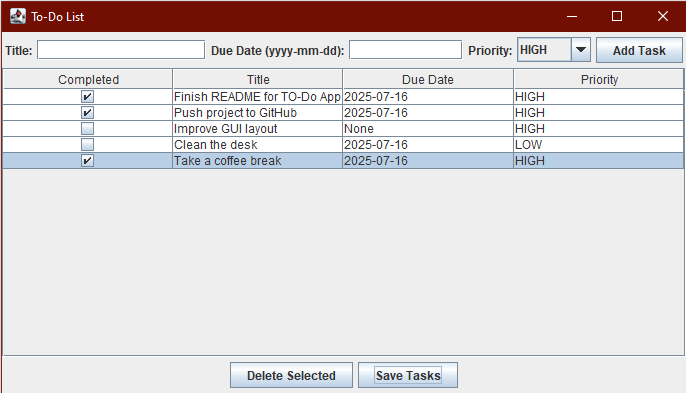 To-Do List
Title: Due Date (yyyy-mm-dd): Priority: HIGH Add Task
Completed Title Due Date Priority
Finish README for TO-Do App 2025-07-16 HIGH
Push project to GitHub 2025-07-16 HIGH
Improve GUI layout None HIGH
Clean the desk 2025-07-16 LOW
Take a coffee break 2025-07-16 HIGH
Delete Selected Save Tasks